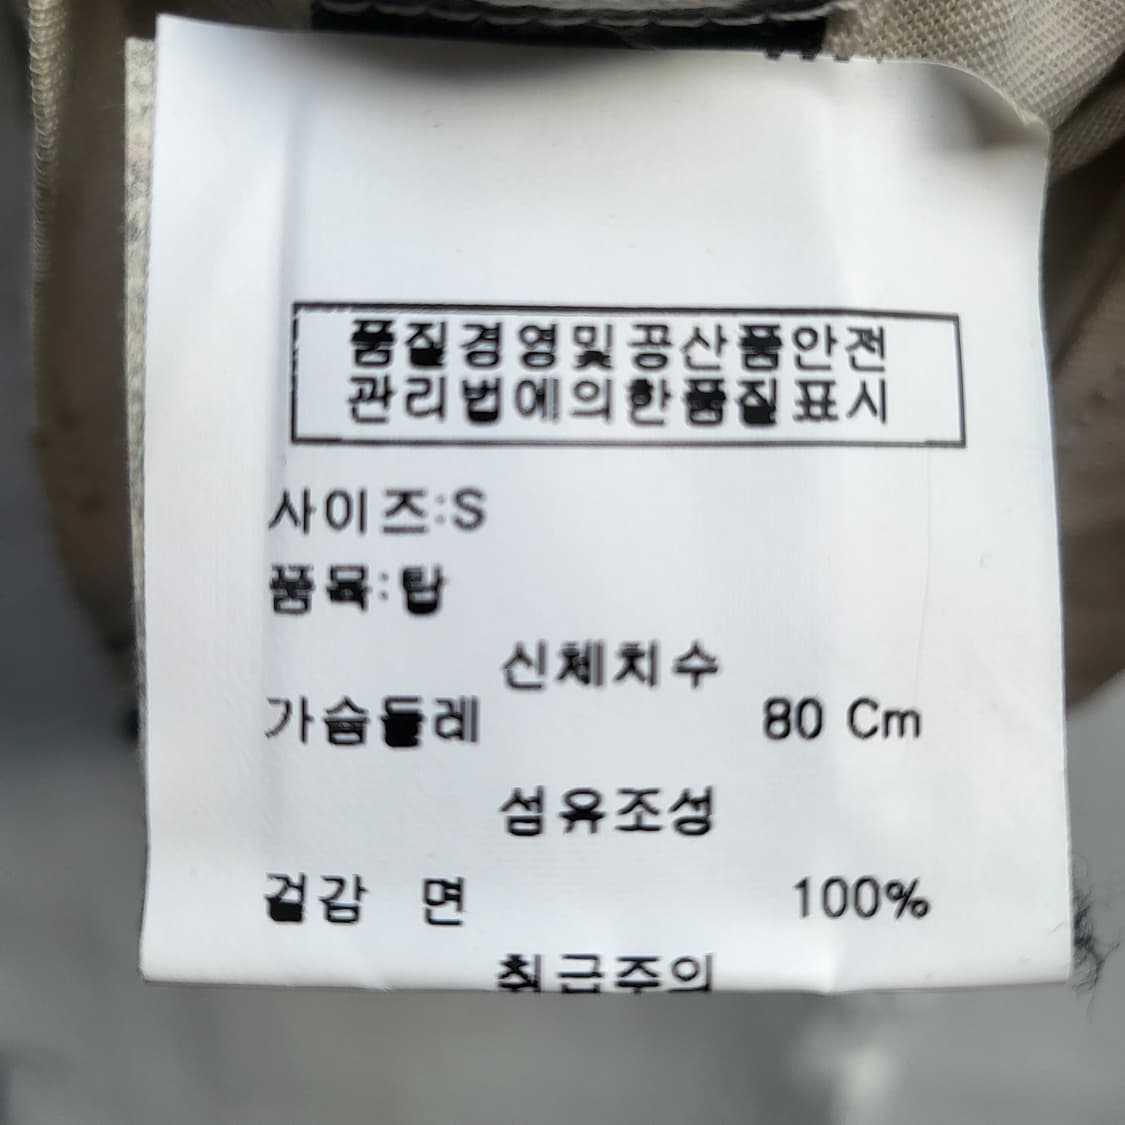 품질경영및공산품안전
관리법에의한품질표시
사이즈:S
품목:탑
신체치수
가슴둘레 80 Cm
섬유조성
겉감 면 100%
취급주의